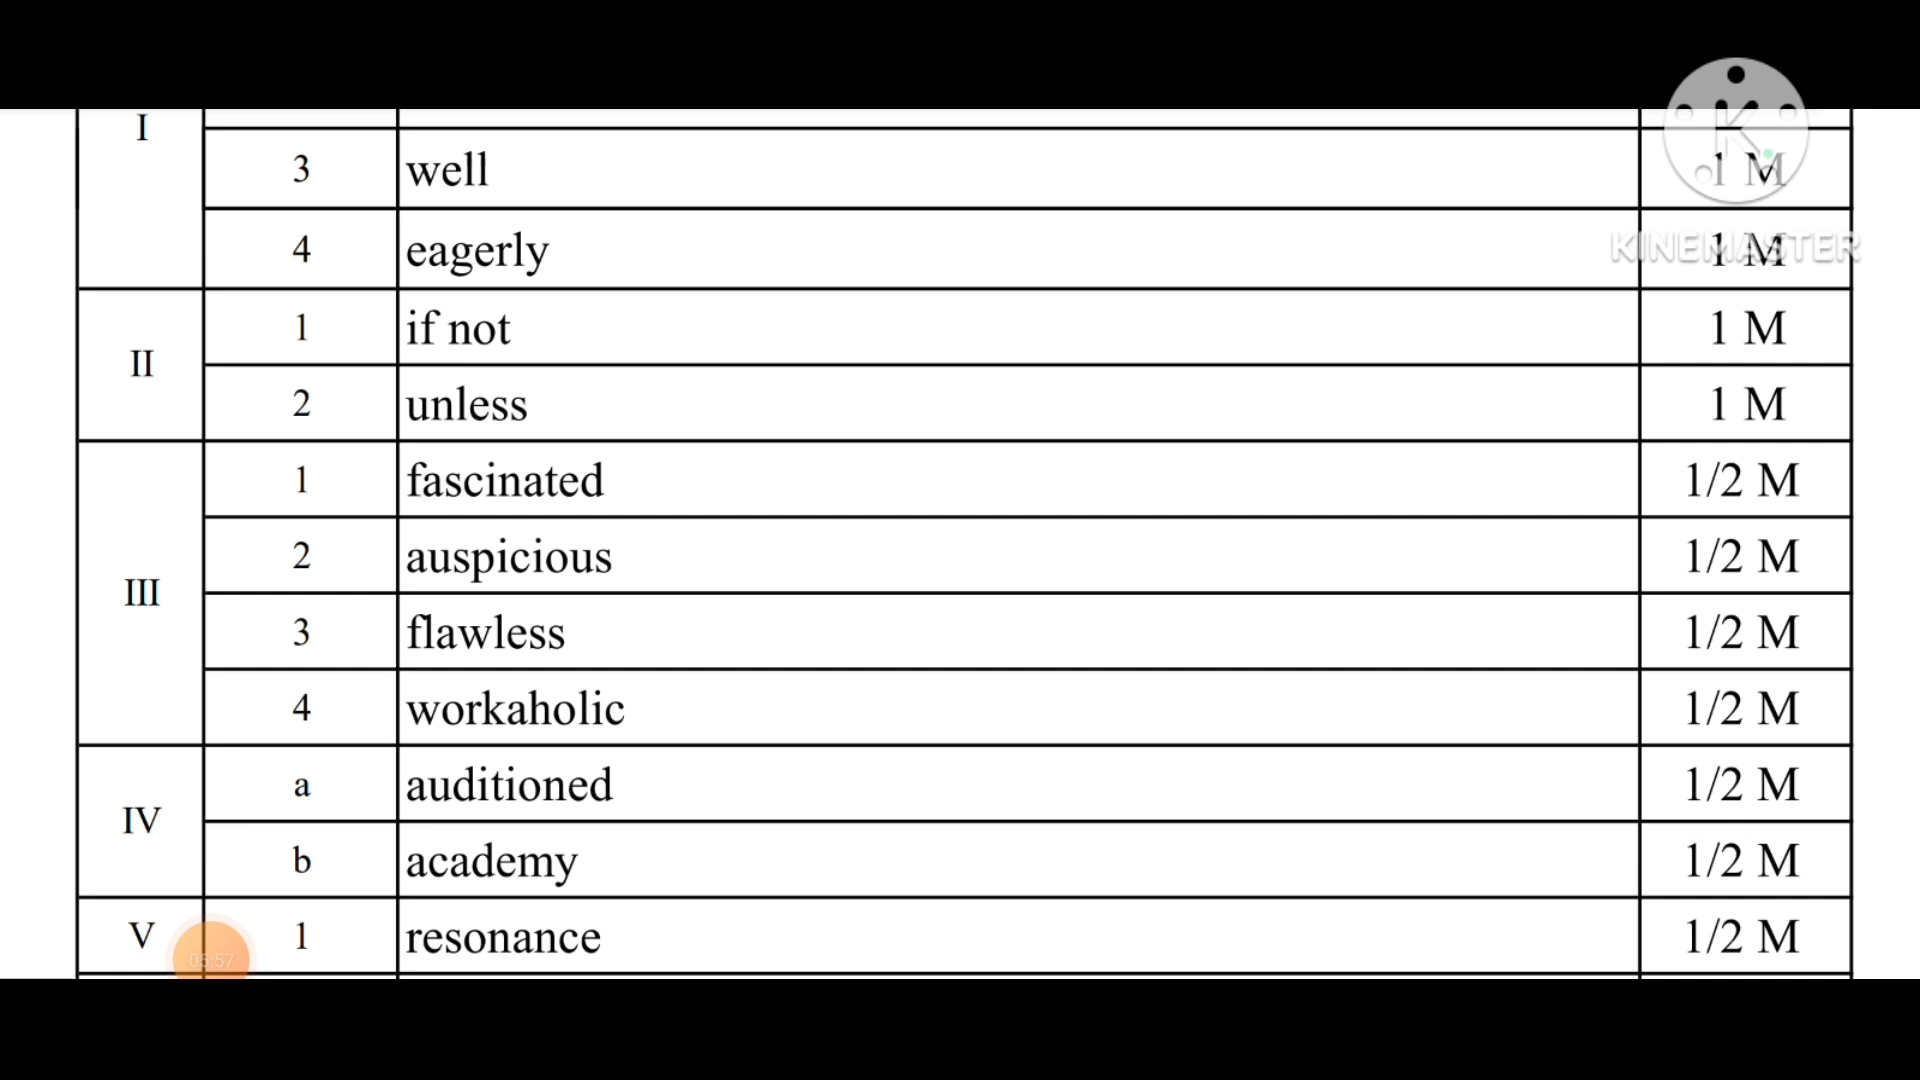 I
3 well 1 M
4 eagerly 1 M
KINEMASTER
II
1 if not 1 M
2 unless 1 M
III
1 fascinated 1/2 M
2 auspicious 1/2 M
3 flawless 1/2 M
4 workaholic 1/2 M
IV
a auditioned 1/2 M
b academy 1/2 M
V 1 resonance 1/2 M
05:57